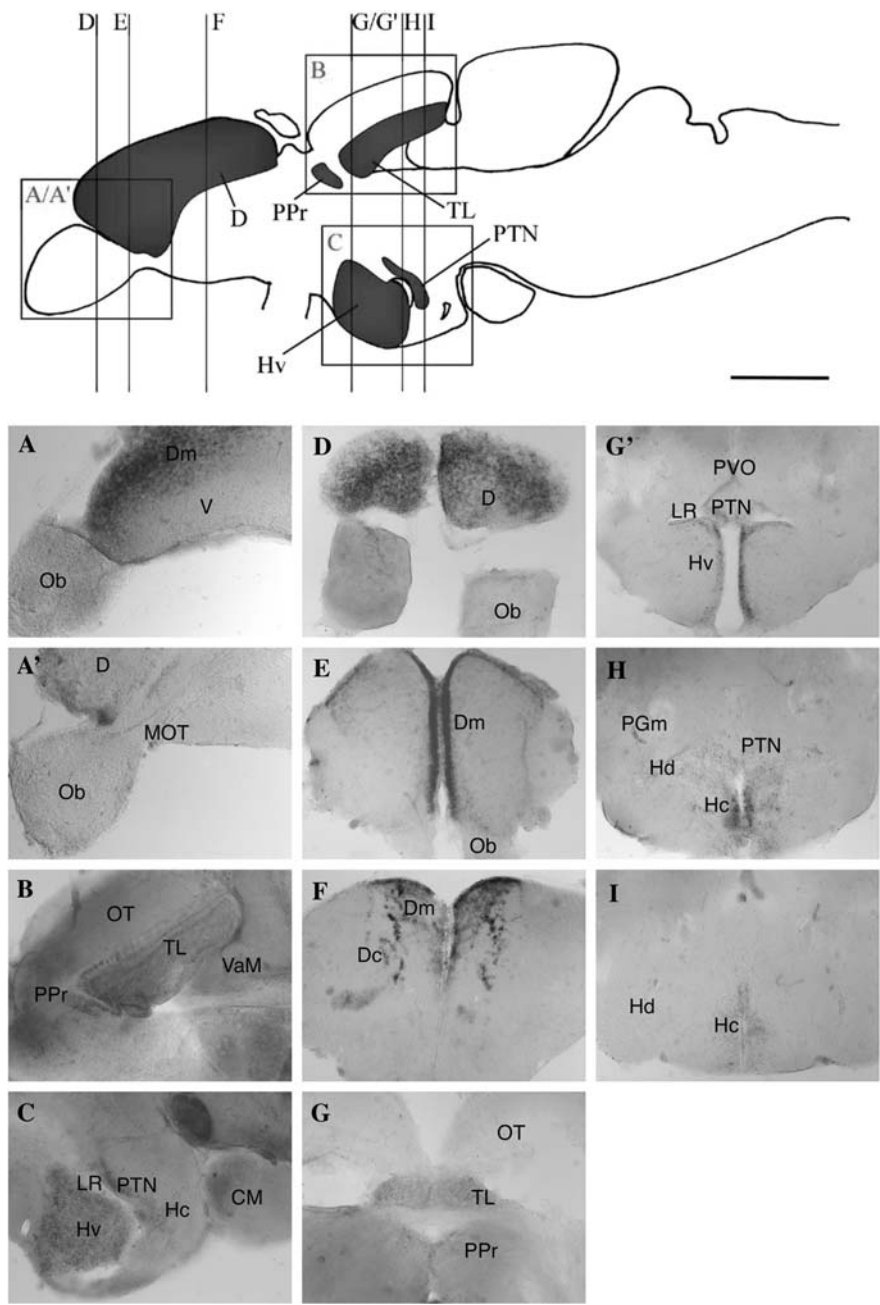 D E F G/G' H I
B
A/A'
D
PPr
TL
C
PTN
Hv
A
Dm
V
Ob
D
D
Ob
G’
PVO
LR PTN
Hv
A’
D
MOT
Ob
E
Dm
Ob
H
PGm
PTN
Hd
Hc
B
OT
TL
VaM
PPr
F
Dm
Dc
I
Hd
Hc
C
LR PTN
Hc CM
Hv
G
OT
TL
PPr